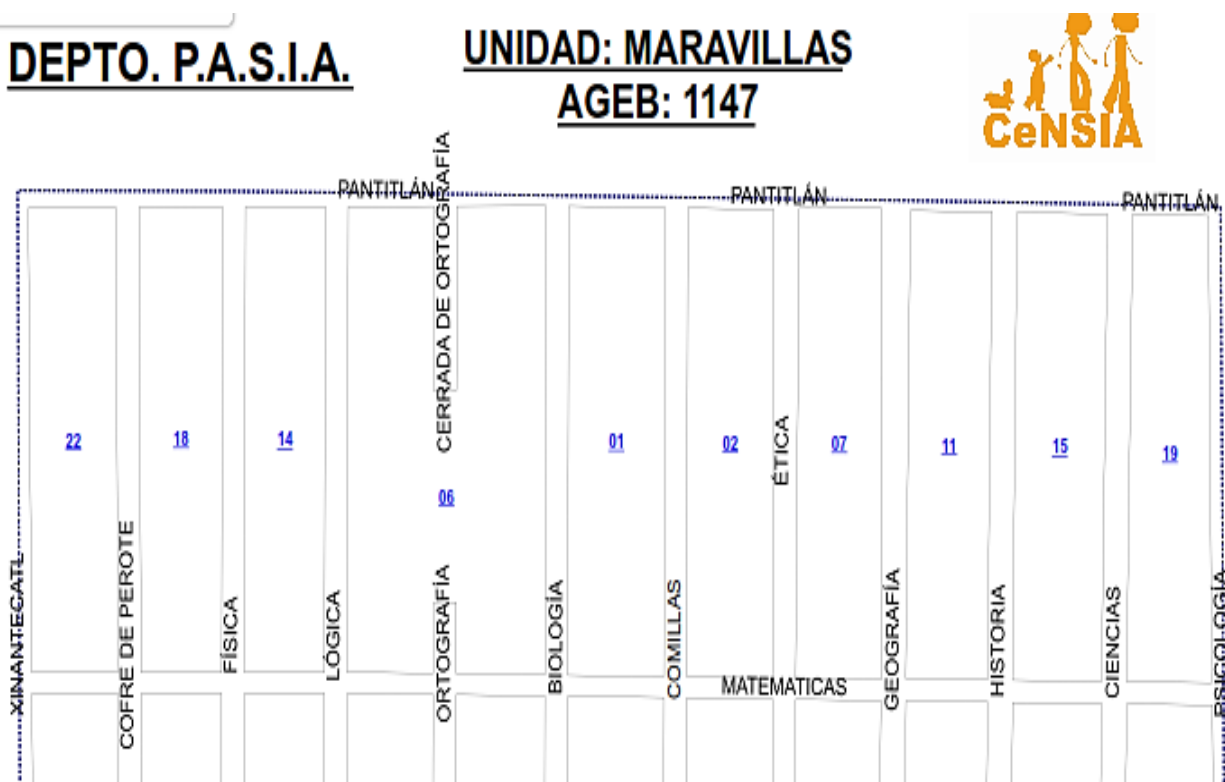 DEPTO. P.A.S.I.A.
UNIDAD: MARAVILLAS
AGEB: 1147
CeNSIA
PANTITLÁN
PANTITLÁN
PANTITLÁN
CERRADA DE ORTOGRAFÍA
22
18
14
06
01
02
ÉTICA
07
11
15
19
XINANTECATL
COFRE DE PEROTE
FÍSICA
LÓGICA
ORTOGRAFÍA
BIOLOGÍA
COMILLAS
MATEMATICAS
GEOGRAFÍA
HISTORIA
CIENCIAS
PSICOLOGÍA